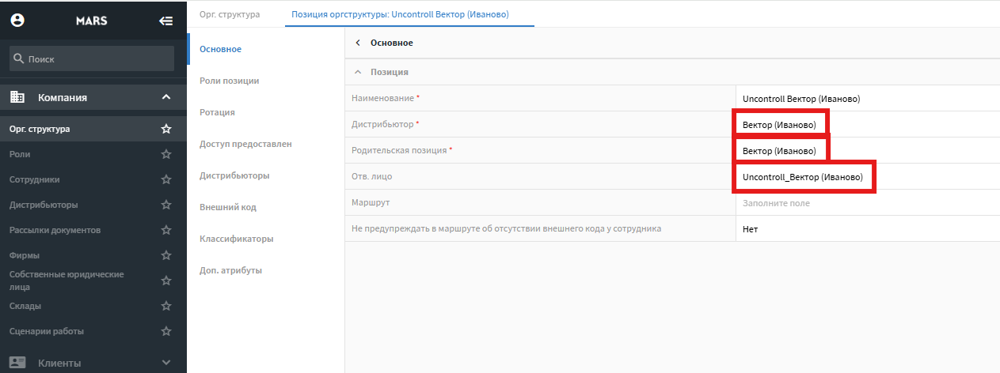 MARS
Поиск
Компания
Орг. структура
Роли
Сотрудники
Дистрибьюторы
Рассылки документов
Фирмы
Собственные юридические
лица
Склады
Сценарии работы
Клиенты
Орг. структура
Позиция оргструктуры: Uncontroll Вектор (Иваново)
Основное
Роли позиции
Ротация
Доступ предоставлен
Дистрибьюторы
Внешний код
Классификаторы
Доп. атрибуты
Основное
Позиция
Наименование * Uncontroll Вектор (Иваново)
Дистрибьютор * Вектор (Иваново)
Родительская позиция * Вектор (Иваново)
Отв. лицо Uncontroll_Вектор (Иваново)
Маршрут Заполните поле
Не предупреждать в маршруте об отсутствии внешнего кода у сотрудника Нет